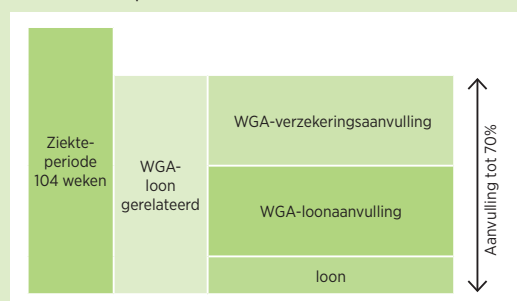 Ziekte-
periode
104 weken
WGA-
loon
gerelateerd
WGA-verzekeringsaanvulling
WGA-loonaanvulling
loon
Aanvulling tot 70%